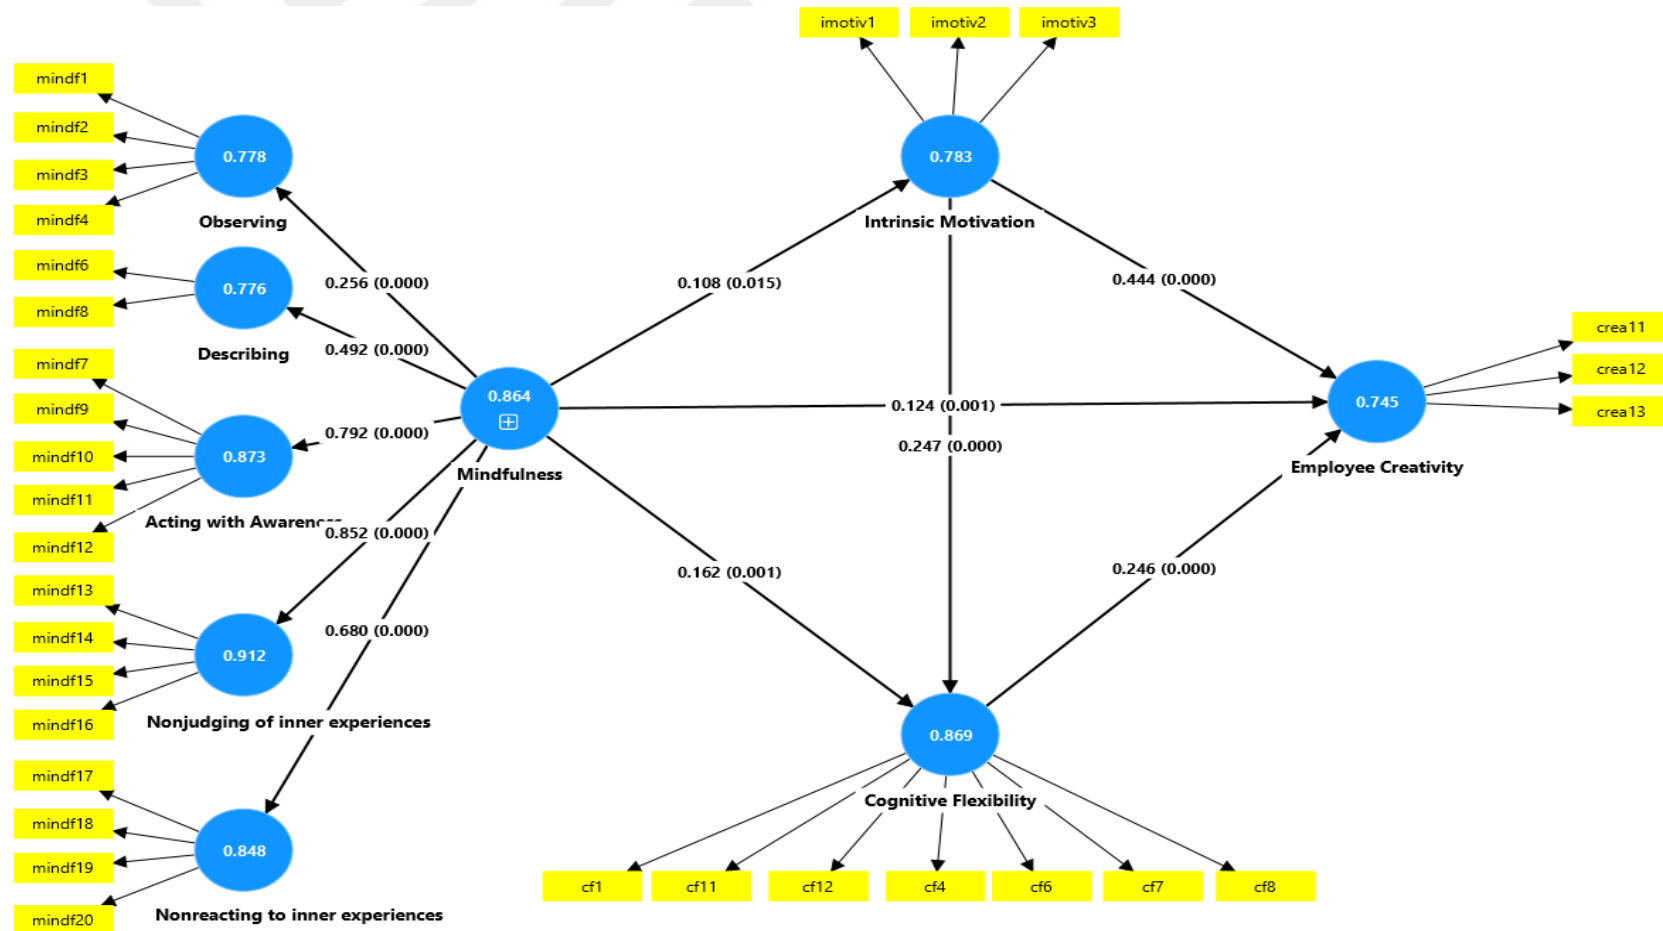 imotiv1
imotiv2
imotiv3
mindf1
mindf2
mindf3
mindf4
0.778
Observing
0.783
Intrinsic Motivation
mindf6
mindf8
0.776
Describing
0.256 (0.000)
0.492 (0.000)
0.108 (0.015)
0.444 (0.000)
crea11
crea12
crea13
mindf7
mindf9
mindf10
mindf11
mindf12
0.873
Acting with Awareness
0.792 (0.000)
0.864
Mindfulness
0.124 (0.001)
0.247 (0.000)
0.745
Employee Creativity
0.852 (0.000)
0.162 (0.001)
0.246 (0.000)
mindf13
mindf14
mindf15
mindf16
0.912
Nonjudging of inner experiences
0.680 (0.000)
mindf17
mindf18
mindf19
mindf20
0.848
Nonreacting to inner experiences
0.869
Cognitive Flexibility
cf1
cf11
cf12
cf4
cf6
cf7
cf8